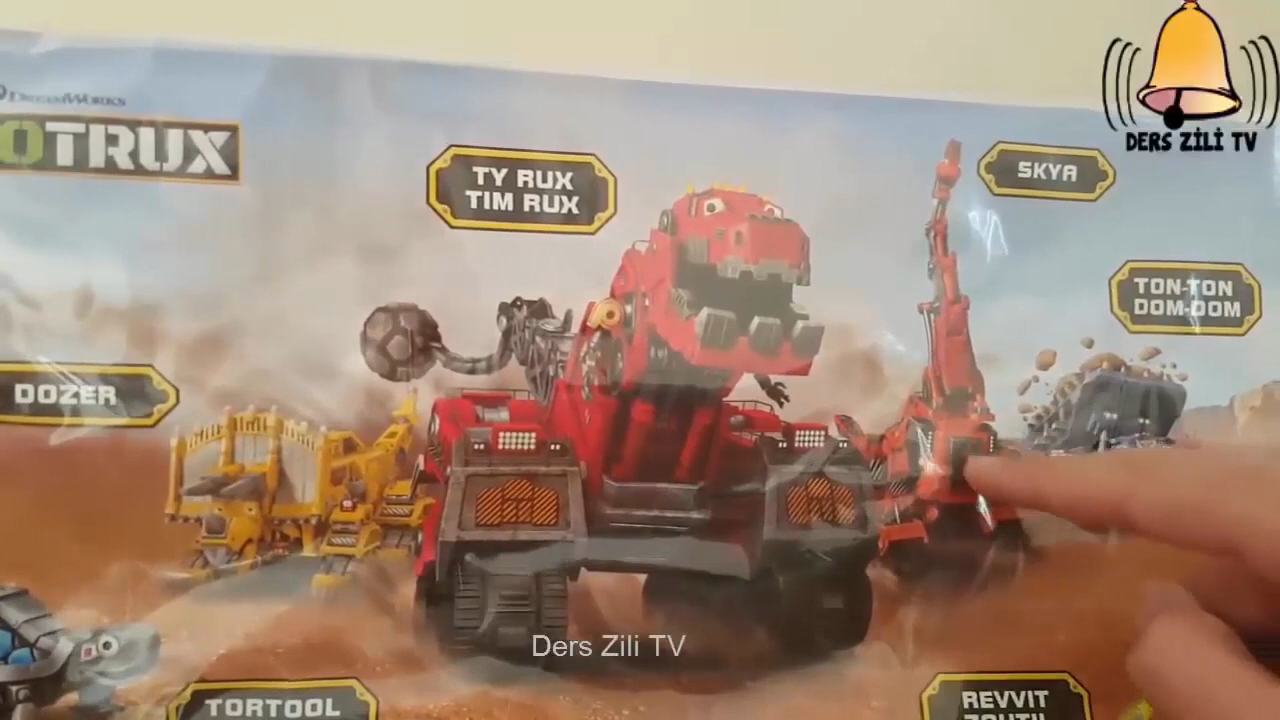 DREAMWORKS
OTRUX
DERS ZİLİ TV
TY RUX
TIM RUX
SKYA
TON-TON
DOM-DOM
DOZER
Ders Zili TV
TORTOOL
REVVIT